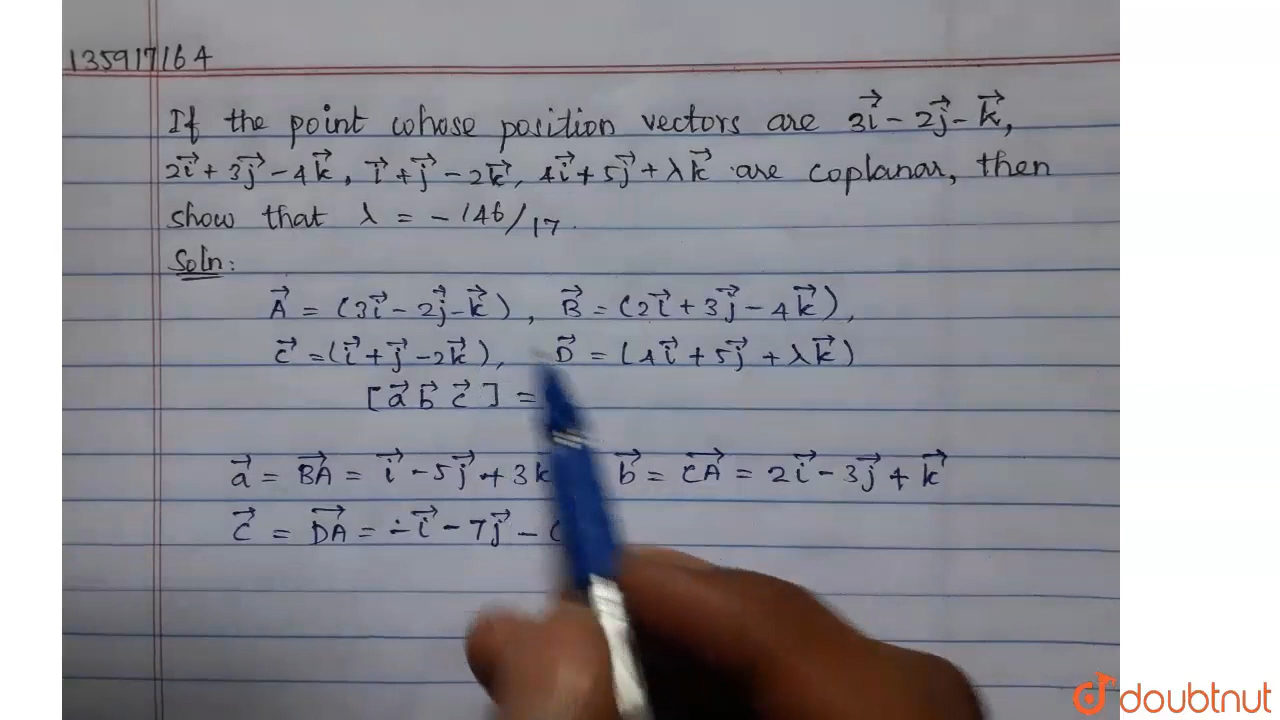 135917164
If the point cohose position vectors are 3i⃗ - 2j⃗ - k⃗,
2i⃗ + 3j⃗ - 4k⃗, i⃗ + j⃗ - 2k⃗, 4i⃗ + 5j⃗ + λk⃗ are coplanar, then
show that λ = -146/17.
Soln:
A⃗ = (3i⃗ - 2j⃗ - k⃗), B⃗ = (2i⃗ + 3j⃗ - 4k⃗),
c⃗ = (i⃗ + j⃗ - 2k⃗), D⃗ = (4i⃗ + 5j⃗ + λk⃗)
[a⃗ b⃗ c⃗] =
a⃗ = BA⃗ = i⃗ - 5j⃗ + 3k b⃗ = CA⃗ = 2i⃗ - 3j⃗ + k⃗
c⃗ = DA⃗ = -i⃗ - 7j⃗ - (
doubtnut